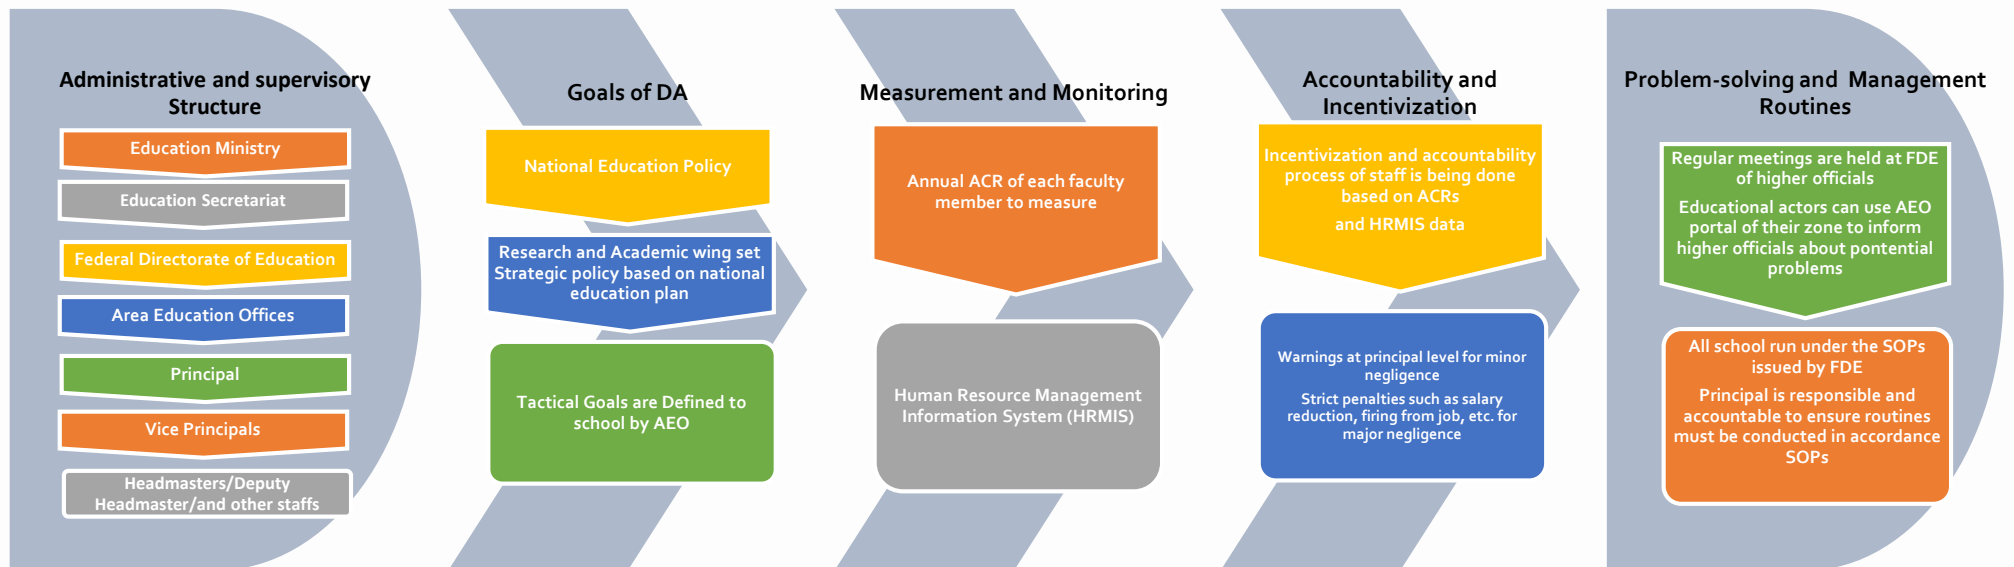 Administrative and supervisory
Structure
Education Ministry
Education Secretariat
Federal Directorate of Education
Area Education Offices
Principal
Vice Principals
Headmasters/Deputy
Headmaster/and other staffs
Goals of DA
National Education Policy
Research and Academic wing set
Strategic policy based on national
education plan
Tactical Goals are Defined to
school by AEO
Measurement and Monitoring
Annual ACR of each faculty
member to measure
Human Resource Management
Information System (HRMIS)
Accountability and
Incentivization
Incentivization and accountability
process of staff is being done
based on ACRs
and HRMIS data
Warnings at principal level for minor
negligence
Strict penalties such as salary
reduction, firing from job, etc. for
major negligence
Problem-solving and Management
Routines
Regular meetings are held at FDE
of higher officials
Educational actors can use AEO
portal of their zone to inform
higher officials about pontential
problems
All school run under the SOPs
issued by FDE
Principal is responsible and
accountable to ensure routines
must be conducted in accordance
SOPs